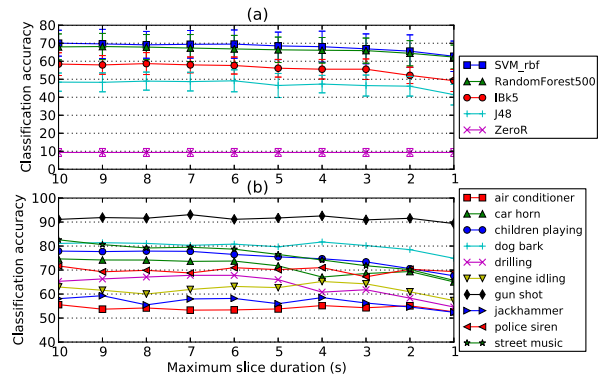 (a)
Classification accuracy
80
70
60
50
40
30
20
10
0
10 9 8 7 6 5 4 3 2 1
SVM_rbf
RandomForest500
IBk5
J48
ZeroR
(b)
Classification accuracy
100
90
80
70
60
50
40
10 9 8 7 6 5 4 3 2 1
Maximum slice duration (s)
air conditioner
car horn
children playing
dog bark
drilling
engine idling
gun shot
jackhammer
police siren
street music